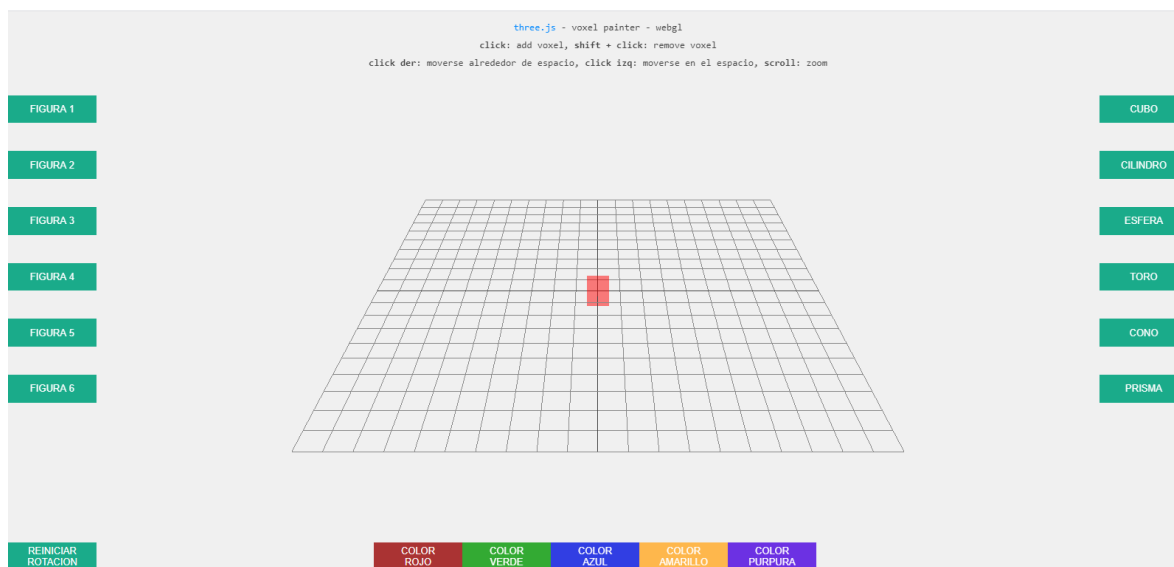 three.js - voxel painter - webgl
click: add voxel, shift + click: remove voxel
click der: moverse alrededor de espacio, click izq: moverse en el espacio, scroll: zoom
FIGURA 1
FIGURA 2
FIGURA 3
FIGURA 4
FIGURA 5
FIGURA 6
CUBO
CILINDRO
ESFERA
TORO
CONO
PRISMA
REINICIAR
ROTACION
COLOR
ROJO
COLOR
VERDE
COLOR
AZUL
COLOR
AMARILLO
COLOR
PURPURA